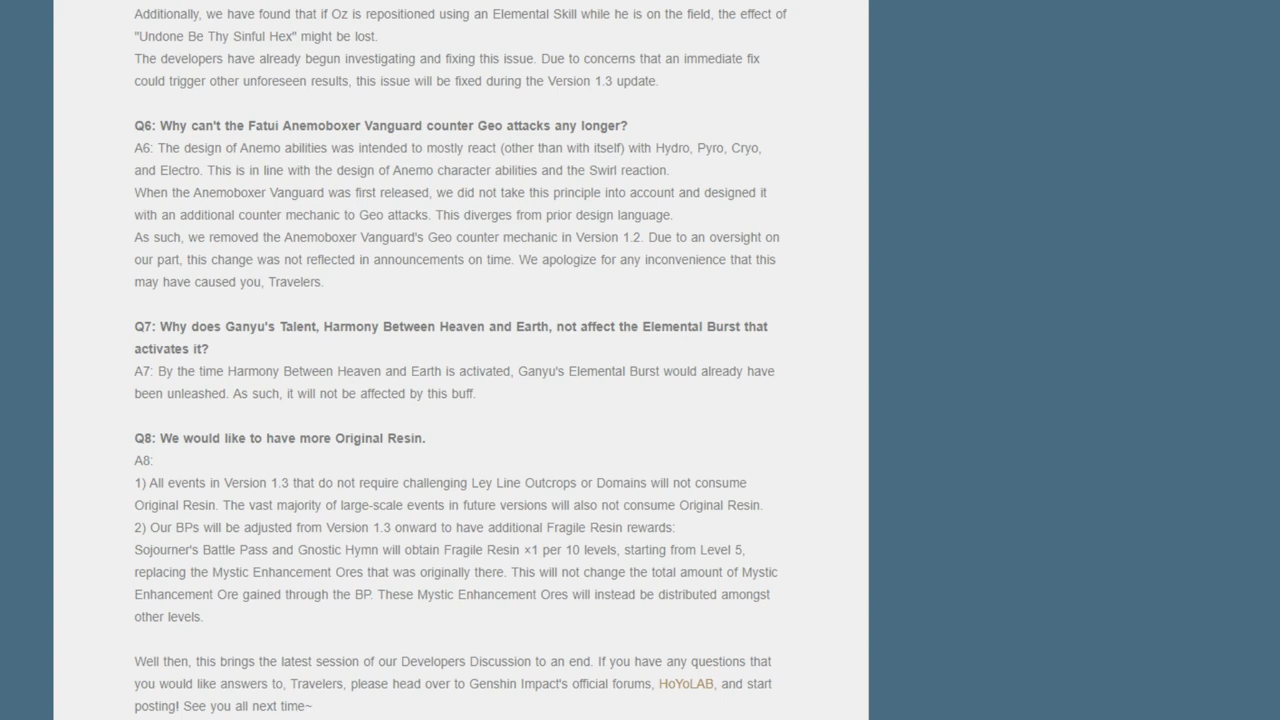 Additionally, we have found that if Oz is repositioned using an Elemental Skill while he is on the field, the effect of
"Undone Be Thy Sinful Hex" might be lost.
The developers have already begun investigating and fixing this issue. Due to concerns that an immediate fix
could trigger other unforeseen results, this issue will be fixed during the Version 1.3 update.
Q6: Why can't the Fatui Anemoboxer Vanguard counter Geo attacks any longer?
A6: The design of Anemo abilities was intended to mostly react (other than with itself) with Hydro, Pyro, Cryo,
and Electro. This is in line with the design of Anemo character abilities and the Swirl reaction.
When the Anemoboxer Vanguard was first released, we did not take this principle into account and designed it
with an additional counter mechanic to Geo attacks. This diverges from prior design language.
As such, we removed the Anemoboxer Vanguard's Geo counter mechanic in Version 1.2. Due to an oversight on
our part, this change was not reflected in announcements on time. We apologize for any inconvenience that this
may have caused you, Travelers.
Q7: Why does Ganyu's Talent, Harmony Between Heaven and Earth, not affect the Elemental Burst that
activates it?
A7: By the time Harmony Between Heaven and Earth is activated, Ganyu's Elemental Burst would already have
been unleashed. As such, it will not be affected by this buff.
Q8: We would like to have more Original Resin.
A8:
1) All events in Version 1.3 that do not require challenging Ley Line Outcrops or Domains will not consume
Original Resin. The vast majority of large-scale events in future versions will also not consume Original Resin.
2) Our BPs will be adjusted from Version 1.3 onward to have additional Fragile Resin rewards:
Sojourner's Battle Pass and Gnostic Hymn will obtain Fragile Resin ×1 per 10 levels, starting from Level 5,
replacing the Mystic Enhancement Ores that was originally there. This will not change the total amount of Mystic
Enhancement Ore gained through the BP. These Mystic Enhancement Ores will instead be distributed amongst
other levels.
Well then, this brings the latest session of our Developers Discussion to an end. If you have any questions that
you would like answers to, Travelers, please head over to Genshin Impact's official forums, HoYoLAB, and start
posting! See you all next time~